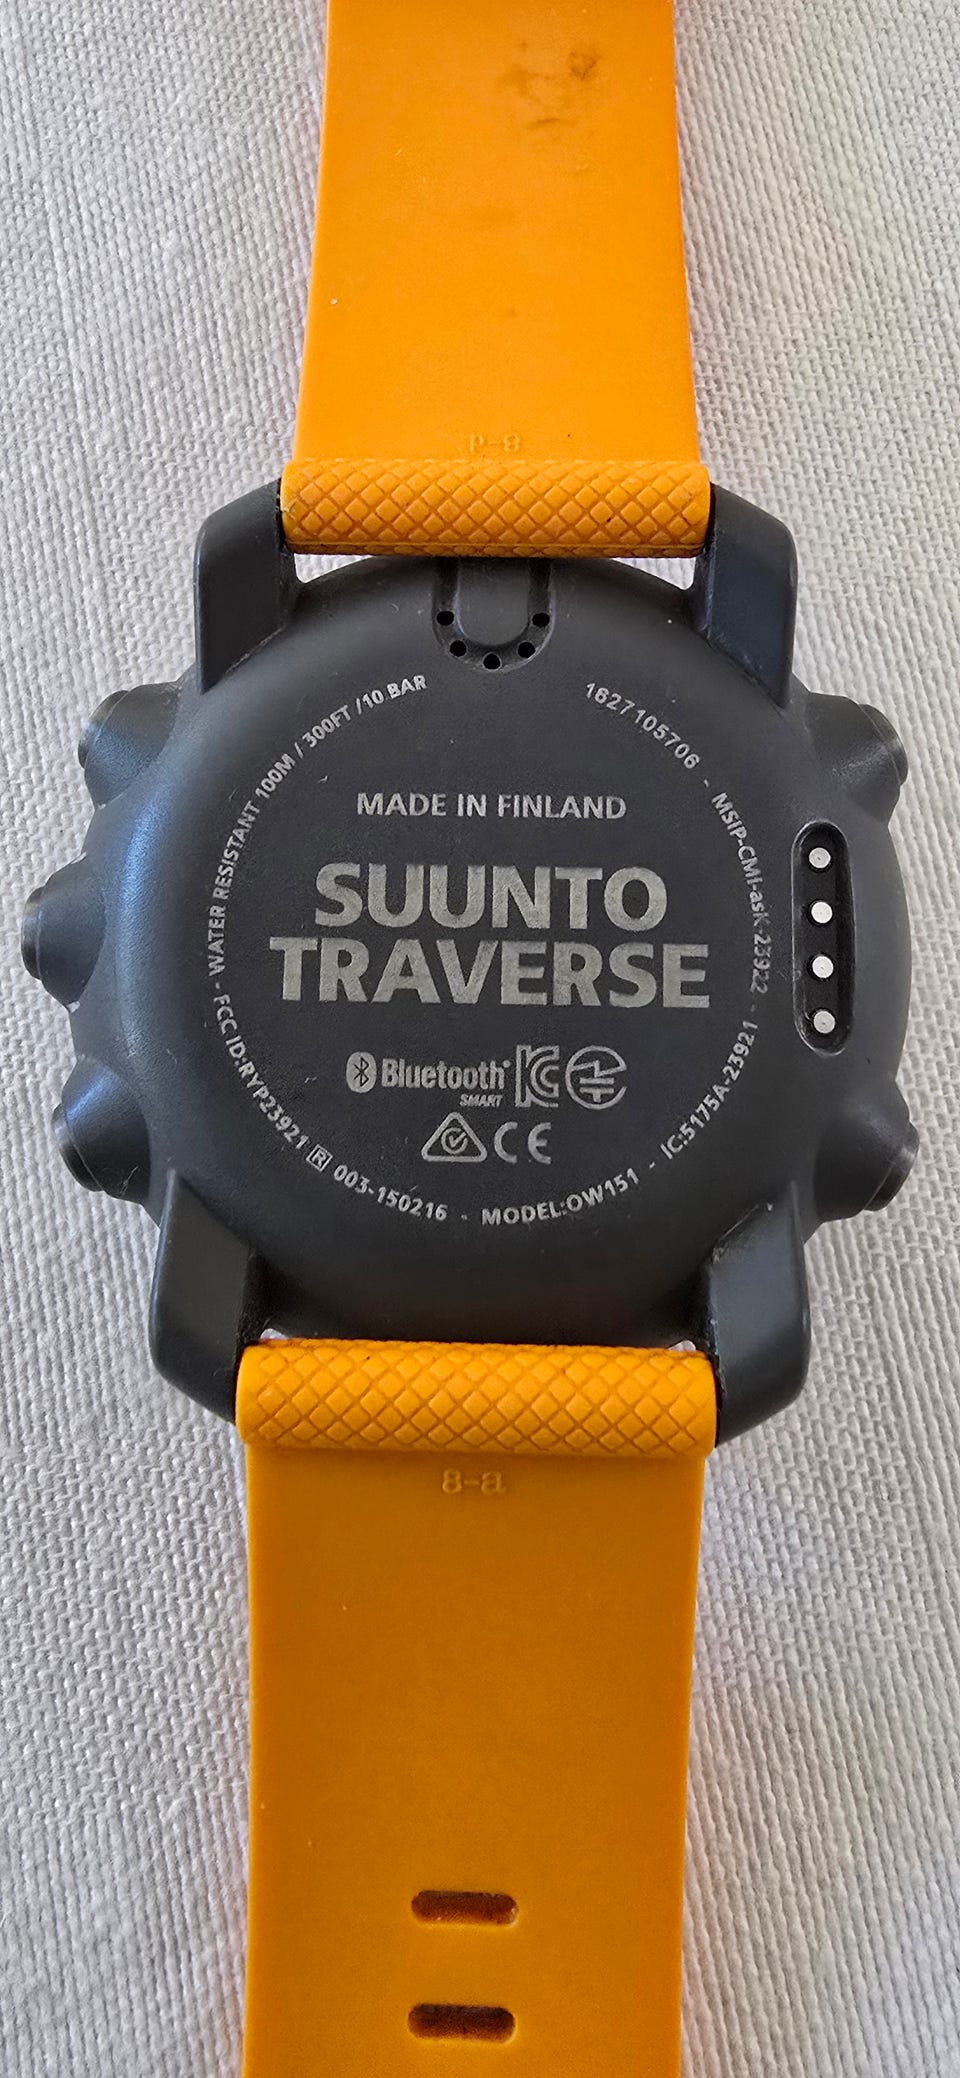 8-a
WATER RESISTANT 100M / 300FT /10 BAR
1627105706 - MSIP-CMI-asK-23922 - IC:5175A-23921 - MODEL:OW151 - 003-150216 R FCC ID:RYP23921 -
MADE IN FINLAND
SUUNTO
TRAVERSE
Bluetooth®
SMART
KC
CE
8-a